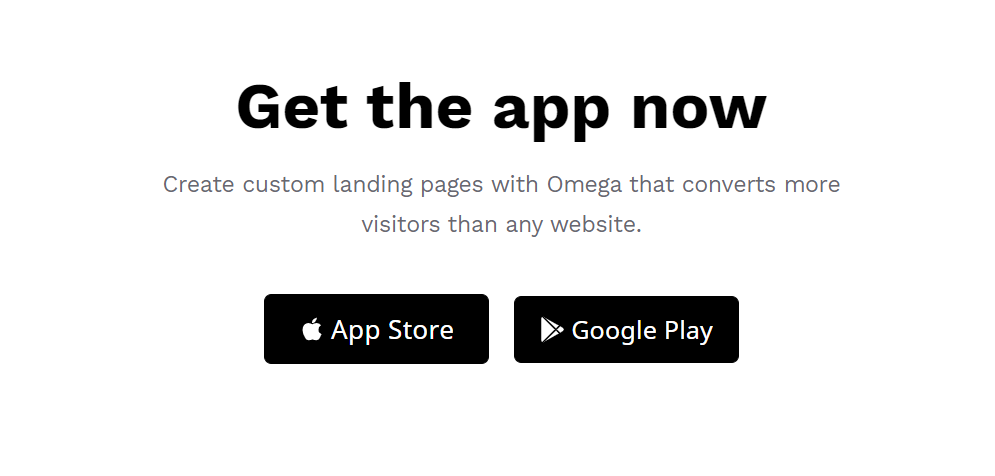 Get the app now
Create custom landing pages with Omega that converts more
visitors than any website.
App Store
Google Play